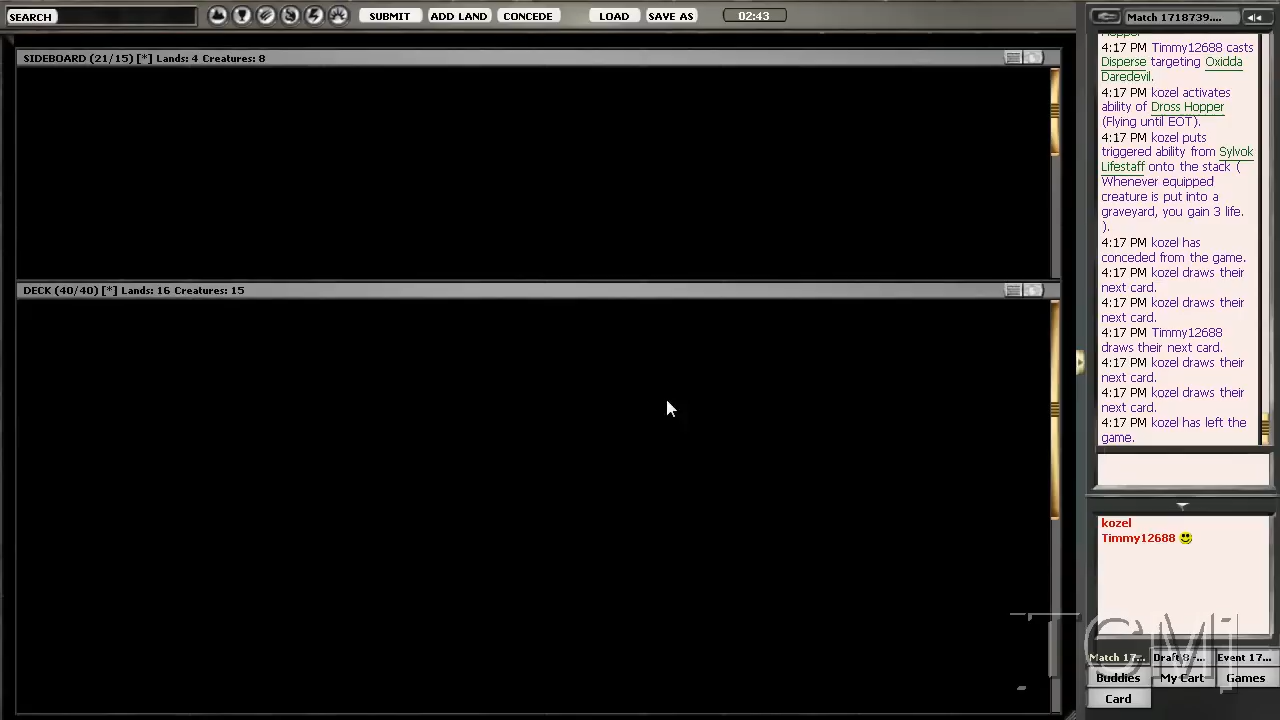 SEARCH SUBMIT ADD LAND CONCEDE LOAD SAVE AS 02:43 Match 1718739....
SIDEBOARD (21/15) [*] Lands: 4 Creatures: 8
DECK (40/40) [*] Lands: 16 Creatures: 15
4:17 PM Timmy12688 casts
Disperse targeting Oxidda
Daredevil.
4:17 PM kozel activates
ability of Dross Hopper
(Flying until EOT).
4:17 PM kozel puts
triggered ability from Sylvok
Lifestaff onto the stack (
Whenever equipped
creature is put into a
graveyard, you gain 3 life.
).
4:17 PM kozel has
conceded from the game.
4:17 PM kozel draws their
next card.
4:17 PM kozel draws their
next card.
4:17 PM Timmy12688
draws their next card.
4:17 PM kozel draws their
next card.
4:17 PM kozel draws their
next card.
4:17 PM kozel has left the
game.
kozel
Timmy12688
Match 17... Draft 8 -... Event 17...
Buddies My Cart Games
Card